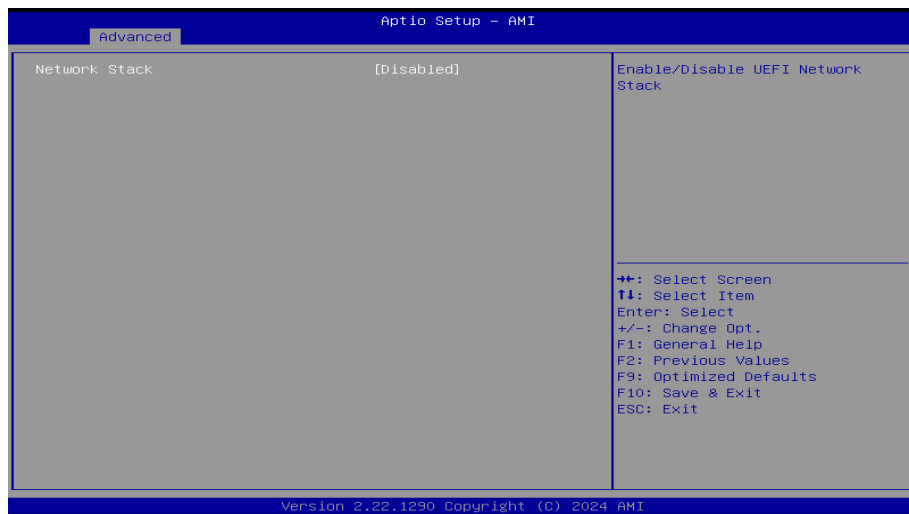 Aptio Setup – AMI
Advanced
Network Stack [Disabled]
Enable/Disable UEFI Network
Stack
→←: Select Screen
↑↓: Select Item
Enter: Select
+/-: Change Opt.
F1: General Help
F2: Previous Values
F9: Optimized Defaults
F10: Save & Exit
ESC: Exit
Version 2.22.1290 Copyright (C) 2024 AMI